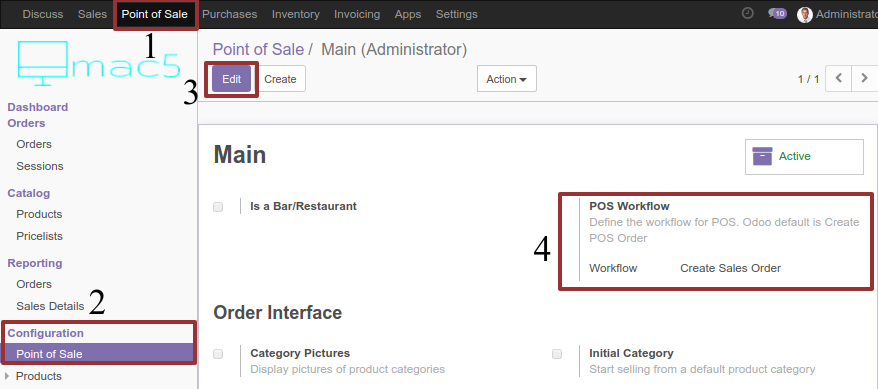 Discuss Sales Point of Sale Purchases Inventory Invoicing Apps Settings 10 Administrato
1
mac5
Point of Sale / Main (Administrator)
3
Edit Create Action 1 / 1
Dashboard
Orders
Orders
Sessions
Catalog
Products
Pricelists
Reporting
Orders
Sales Details
2
Configuration
Point of Sale
Products
Main
Active
Is a Bar/Restaurant
4
POS Workflow
Define the workflow for POS. Odoo default is Create
POS Order
Workflow Create Sales Order
Order Interface
Category Pictures
Display pictures of product categories
Initial Category
Start selling from a default product category